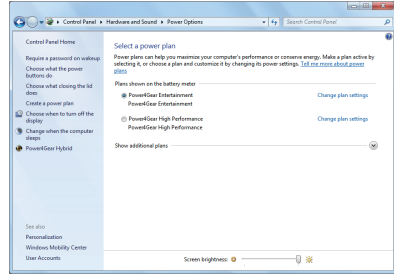 Control Panel ▸ Hardware and Sound ▸ Power Options
Search Control Panel
Control Panel Home
Require a password on wakeup
Choose what the power
buttons do
Choose what closing the lid
does
Create a power plan
Choose when to turn off the
display
Change when the computer
sleeps
Power4Gear Hybrid
See also
Personalization
Windows Mobility Center
User Accounts
Select a power plan
Power plans can help you maximize your computer's performance or conserve energy. Make a plan active by
selecting it, or choose a plan and customize it by changing its power settings. Tell me more about power
plans
Plans shown on the battery meter
Power4Gear Entertainment Change plan settings
Power4Gear Entertainment
Power4Gear High Performance Change plan settings
Power4Gear High Performance
Show additional plans
Screen brightness: